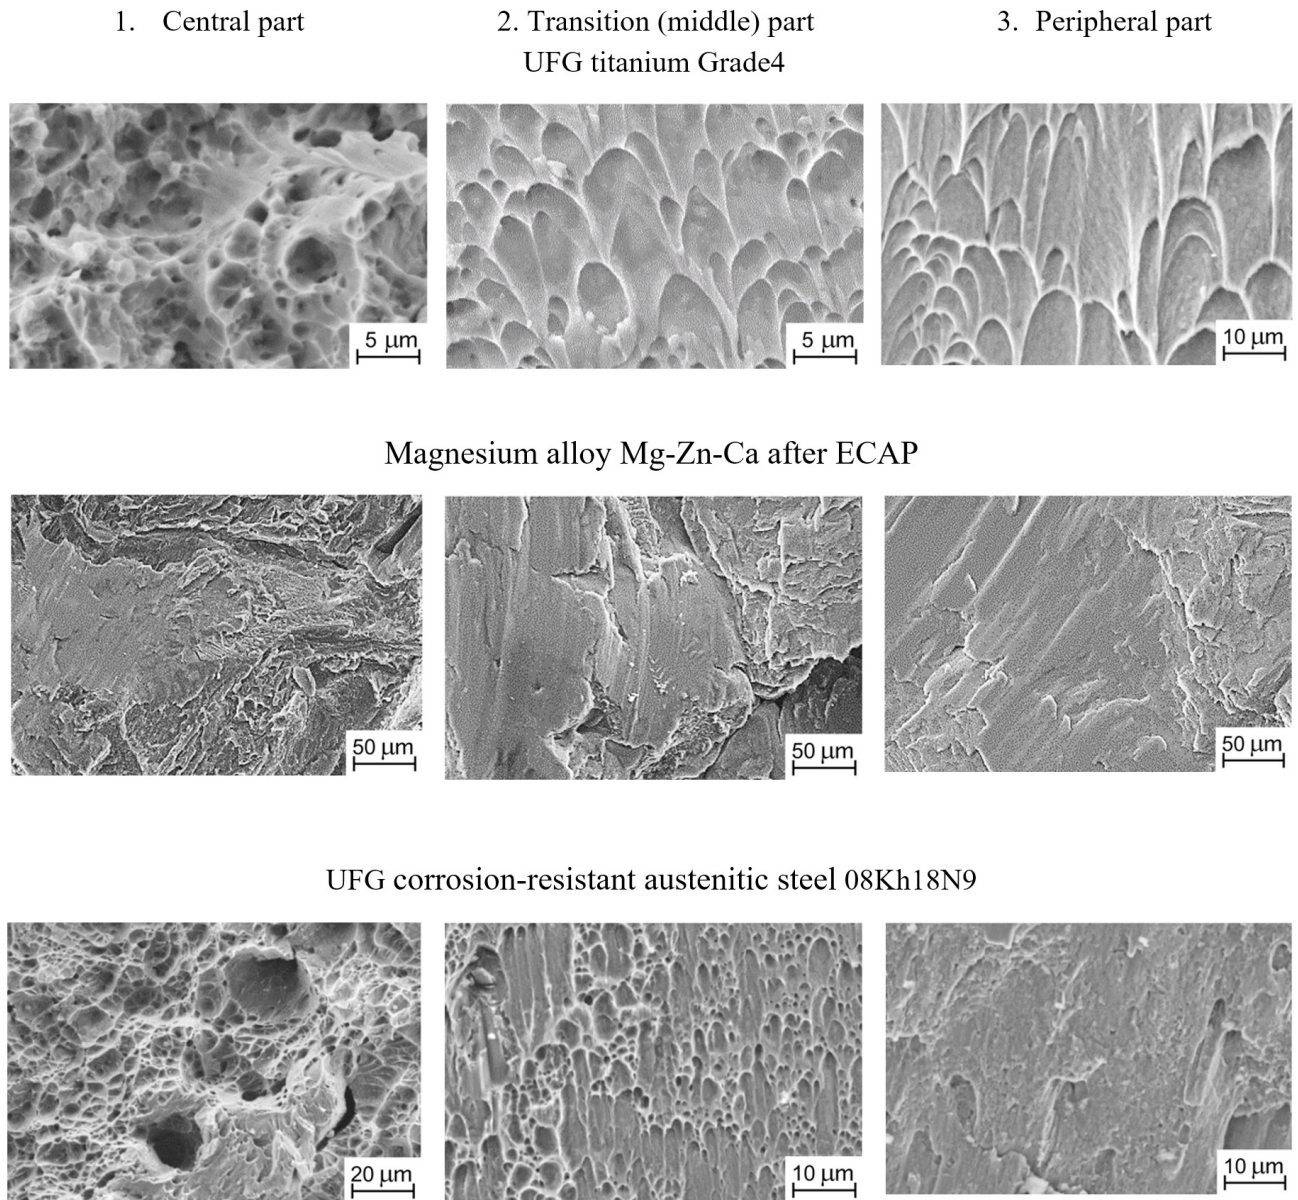 1. Central part
2. Transition (middle) part
3. Peripheral part
UFG titanium Grade4
5 μm
5 μm
10 μm
Magnesium alloy Mg-Zn-Ca after ECAP
50 μm
50 μm
50 μm
UFG corrosion-resistant austenitic steel 08Kh18N9
20 μm
10 μm
10 μm